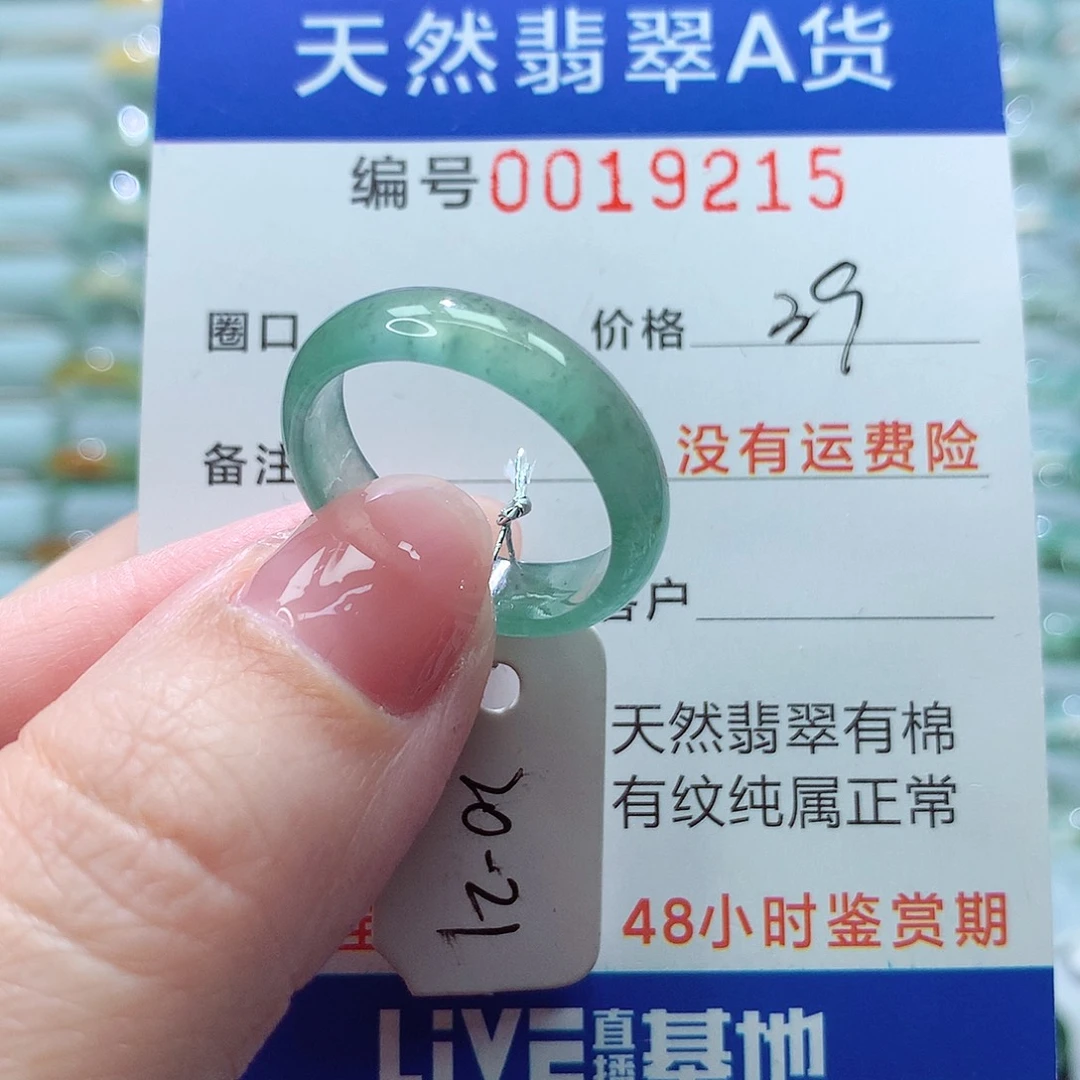 天然翡翠A货
编号0019215
圈口
价格 39
备注
没有运费险
客户
天然翡翠有棉
有纹纯属正常
48小时鉴赏期
LiVE直播基地